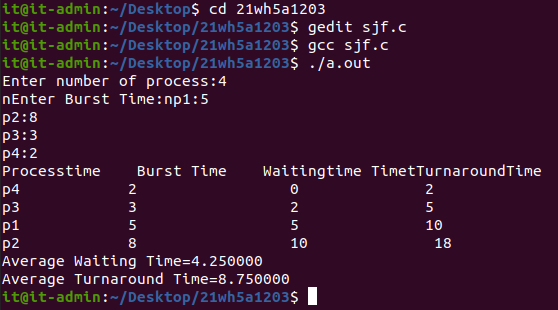 it@it-admin:~/Desktop$ cd 21wh5a1203
it@it-admin:~/Desktop/21wh5a1203$ gedit sjf.c
it@it-admin:~/Desktop/21wh5a1203$ gcc sjf.c
it@it-admin:~/Desktop/21wh5a1203$ ./a.out
Enter number of process:4
nEnter Burst Time:np1:5
p2:8
p3:3
p4:2
Processtime    Burst Time    Waitingtime TimetTurnaroundTime
p4    2    0    2
p3    3    2    5
p1    5    5    10
p2    8    10    18
Average Waiting Time=4.250000
Average Turnaround Time=8.750000
it@it-admin:~/Desktop/21wh5a1203$